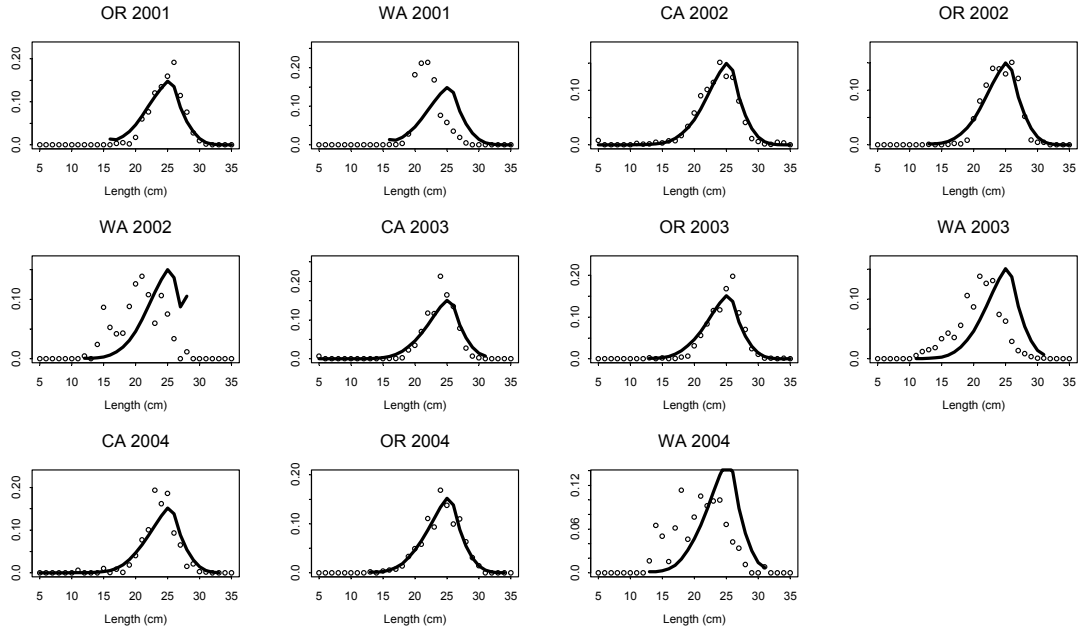 OR 2001
WA 2001
CA 2002
OR 2002
0.0 0.10 0.20
5 10 15 20 25 30 35
Length (cm)
0.0 0.10 0.20
5 10 15 20 25 30 35
Length (cm)
0.0 0.10
5 10 15 20 25 30 35
Length (cm)
0.0 0.10
5 10 15 20 25 30 35
Length (cm)
WA 2002
CA 2003
OR 2003
WA 2003
0.0 0.10
5 10 15 20 25 30 35
Length (cm)
0.0 0.10 0.20
5 10 15 20 25 30 35
Length (cm)
0.0 0.10 0.20
5 10 15 20 25 30 35
Length (cm)
0.0 0.10
5 10 15 20 25 30 35
Length (cm)
CA 2004
OR 2004
WA 2004
0.0 0.10 0.20
5 10 15 20 25 30 35
Length (cm)
0.0 0.10 0.20
5 10 15 20 25 30 35
Length (cm)
0.0 0.06 0.12
5 10 15 20 25 30 35
Length (cm)